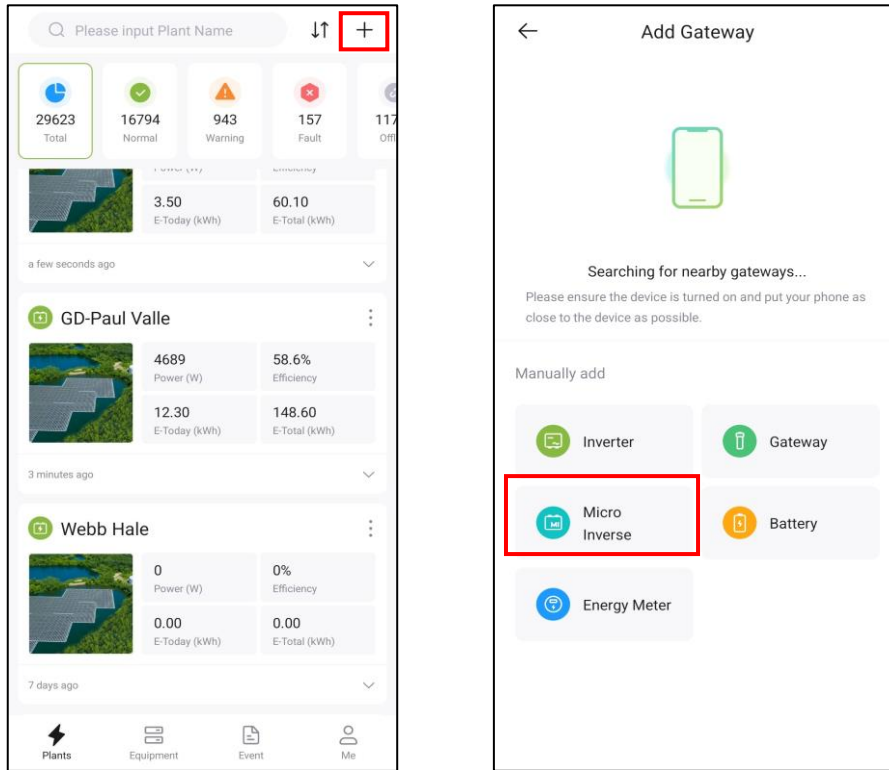 Please input Plant Name
29623
Total
16794
Normal
943
Warning
157
Fault
3.50
E-Today (kWh)
60.10
E-Total (kWh)
a few seconds ago
GD-Paul Valle
4689
Power (W)
58.6%
Efficiency
12.30
E-Today (kWh)
148.60
E-Total (kWh)
3 minutes ago
Webb Hale
0
Power (W)
0%
Efficiency
0.00
E-Today (kWh)
0.00
E-Total (kWh)
7 days ago
Plants
Equipment
Event
Me
Add Gateway
Searching for nearby gateways...
Please ensure the device is turned on and put your phone as
close to the device as possible.
Manually add
Inverter
Gateway
Micro
Inverse
Battery
Energy Meter